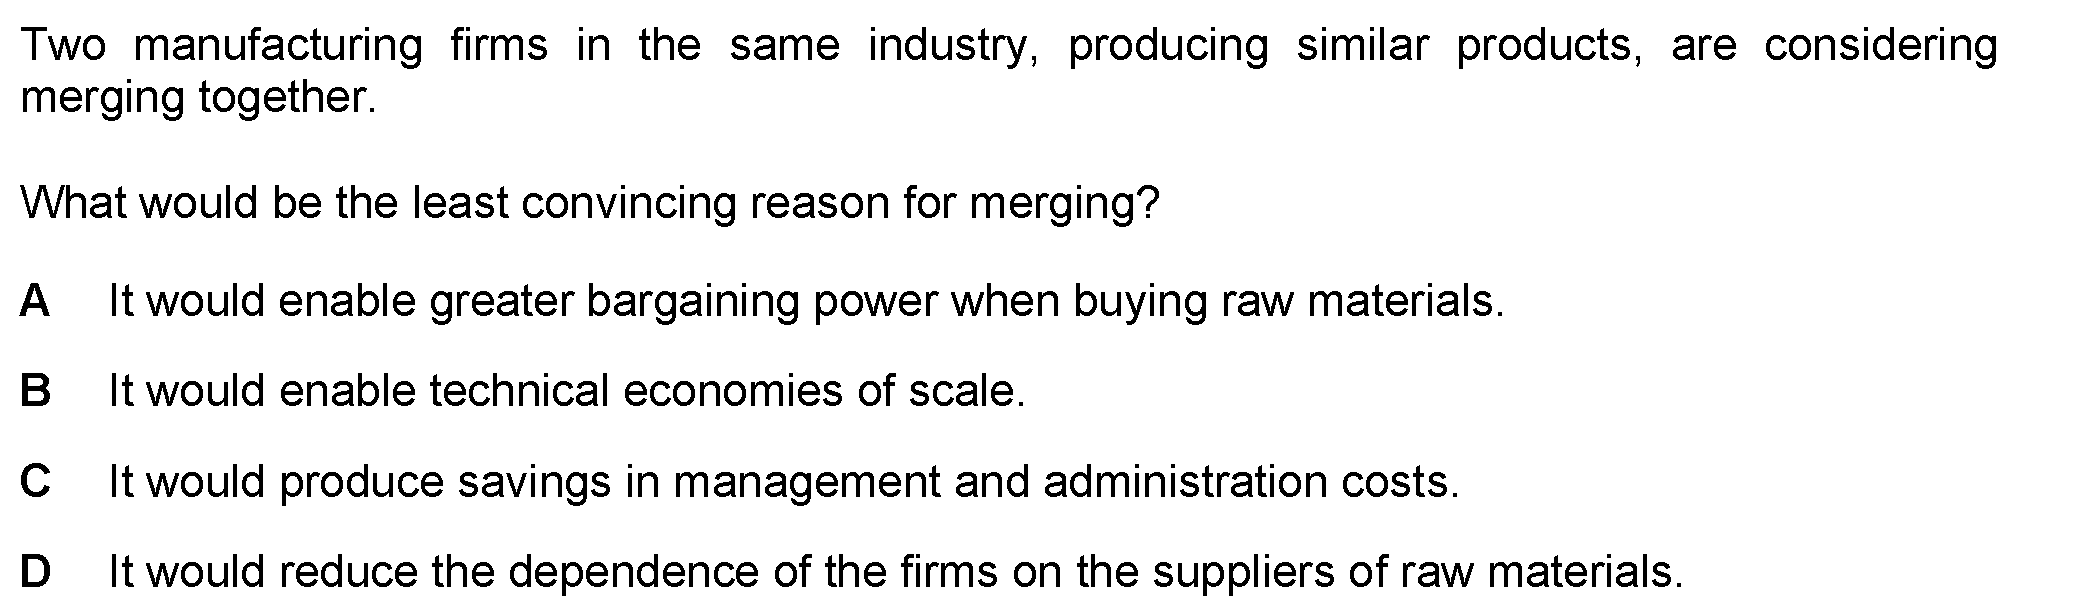 Two manufacturing firms in the same industry, producing similar products, are considering
merging together.
What would be the least convincing reason for merging?
A It would enable greater bargaining power when buying raw materials.
B It would enable technical economies of scale.
C It would produce savings in management and administration costs.
D It would reduce the dependence of the firms on the suppliers of raw materials.